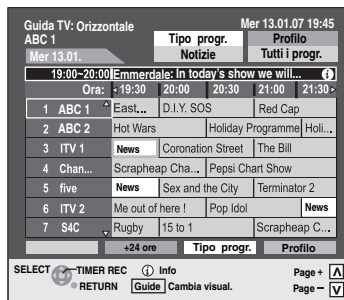 Guida TV: Orizzontale Mer 13.01.07 19:45
ABC 1 Tipo progr. Profilo
Mer 13.01. Notizie Tutti i progr.
19:00~20:00 Emmerdale: In today's show we will... i
Ora: 19:30 20:00 20:30 21:00 21:30
1 ABC 1 East... D.I.Y. SOS Red Cap
2 ABC 2 Hot Wars Holiday Programme Holi...
3 ITV 1 News Coronation Street The Bill
4 Chan... Scrapheap Cha... Pepsi Chart Show
5 five News Sex and the City Terminator 2
6 ITV 2 Me out of here ! Pop Idol News
7 S4C Rugby 15 to 1 Scrapheap C...
+24 ore Tipo progr. Profilo
SELECT TIMER REC i Info Page + Λ
RETURN Guide Cambia visual. Page − V